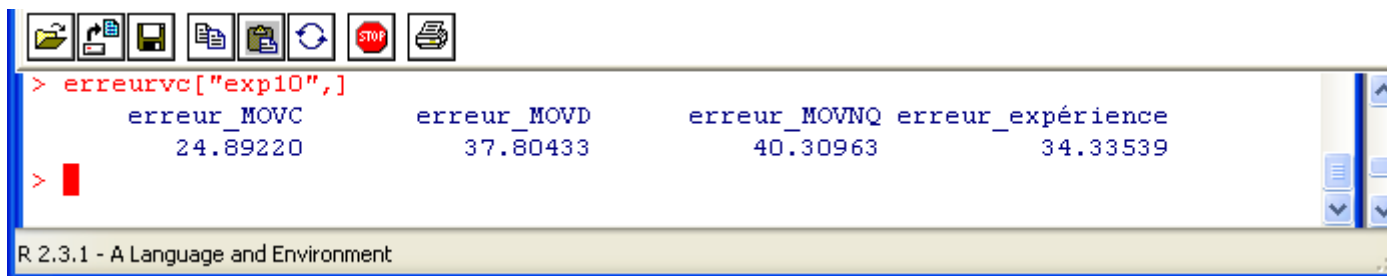 STOP
> erreurvc["exp10",]
erreur_MOVC erreur_MOVD erreur_MOVNQ erreur_expérience
24.89220 37.80433 40.30963 34.33539
>
R 2.3.1 - A Language and Environment